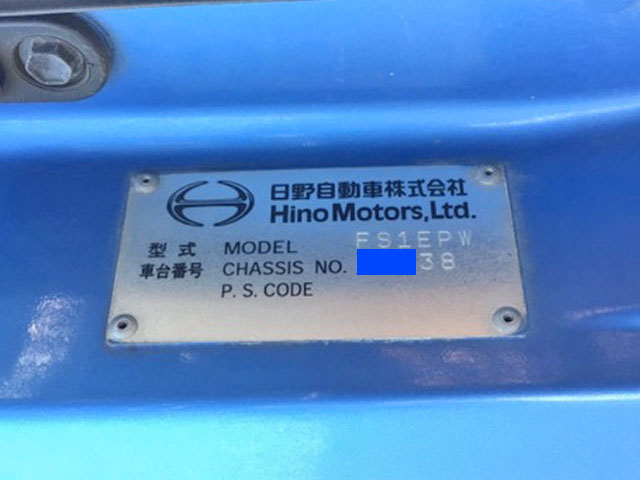 日野自動車株式会社
Hino Motors, Ltd.
型式 MODEL FS1EPW
車台番号 CHASSIS NO. 38
P. S. CODE